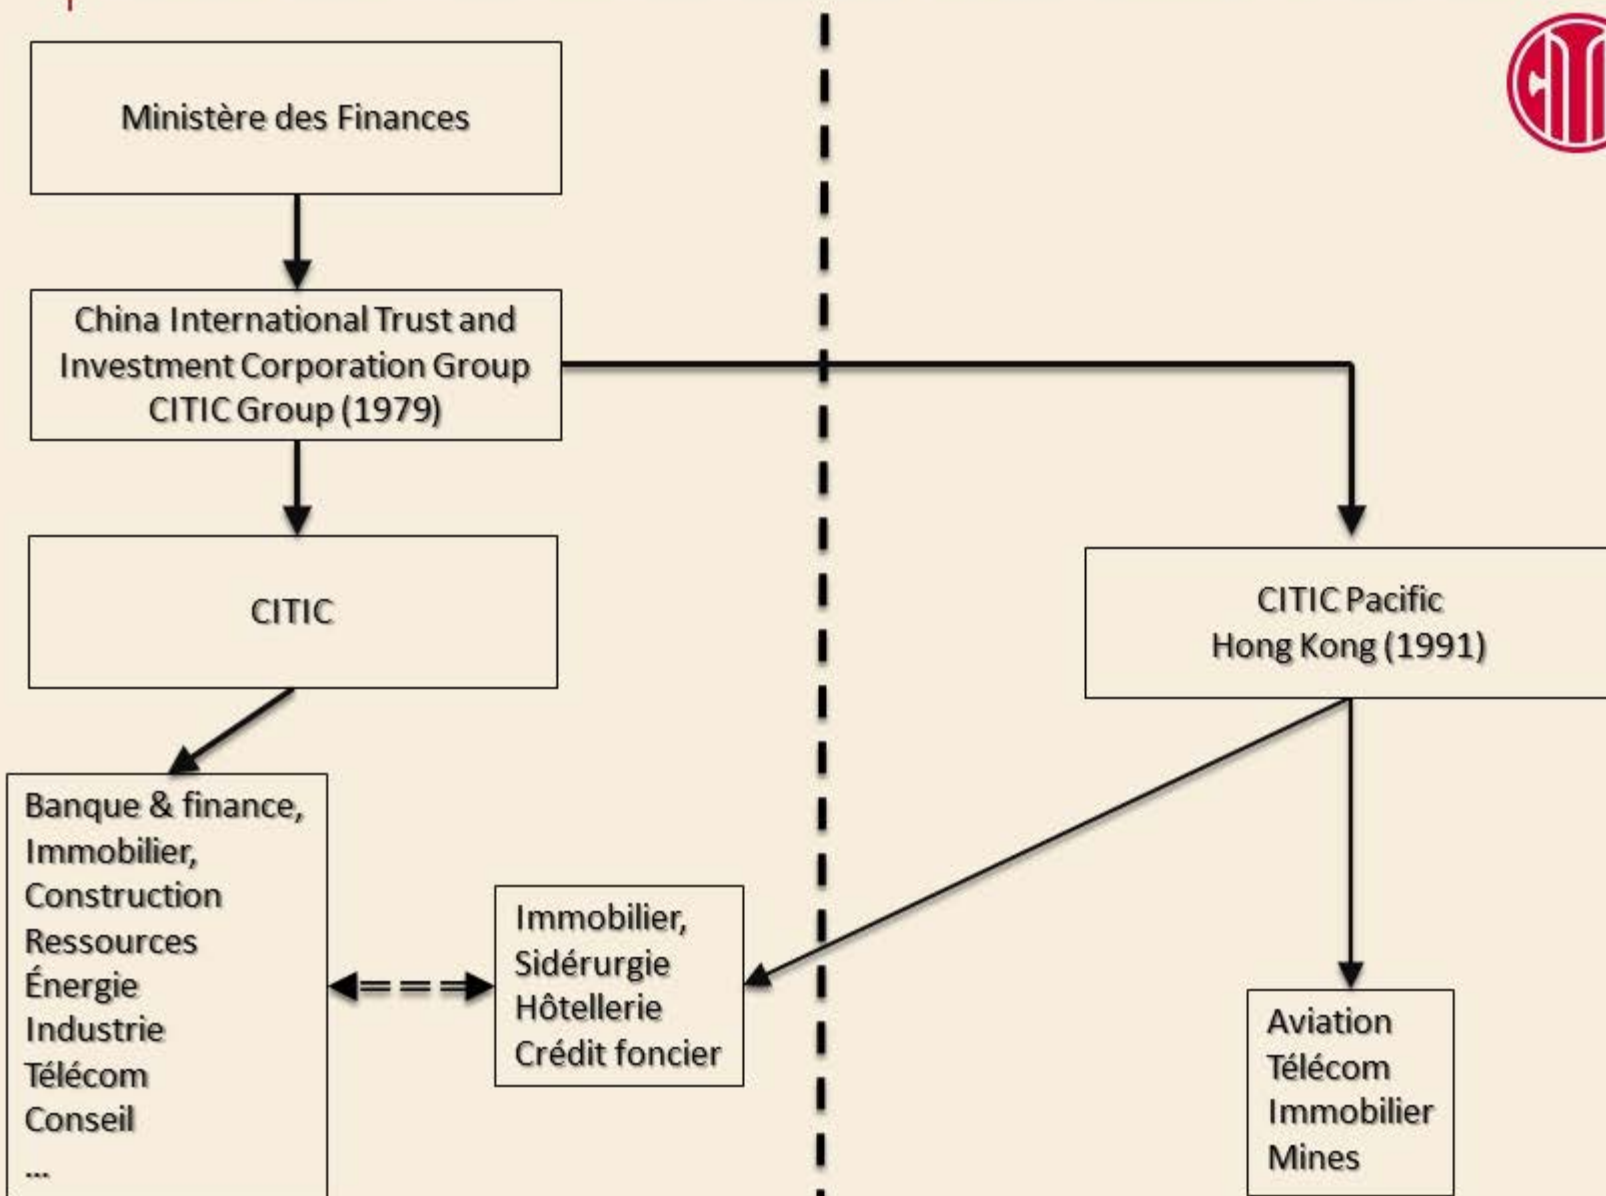 Ministère des Finances
China International Trust and
Investment Corporation Group
CITIC Group (1979)
CITIC
CITIC Pacific
Hong Kong (1991)
Banque & finance,
Immobilier,
Construction
Ressources
Énergie
Industrie
Télécom
Conseil
...
Immobilier,
Sidérurgie
Hôtellerie
Crédit foncier
Aviation
Télécom
Immobilier
Mines